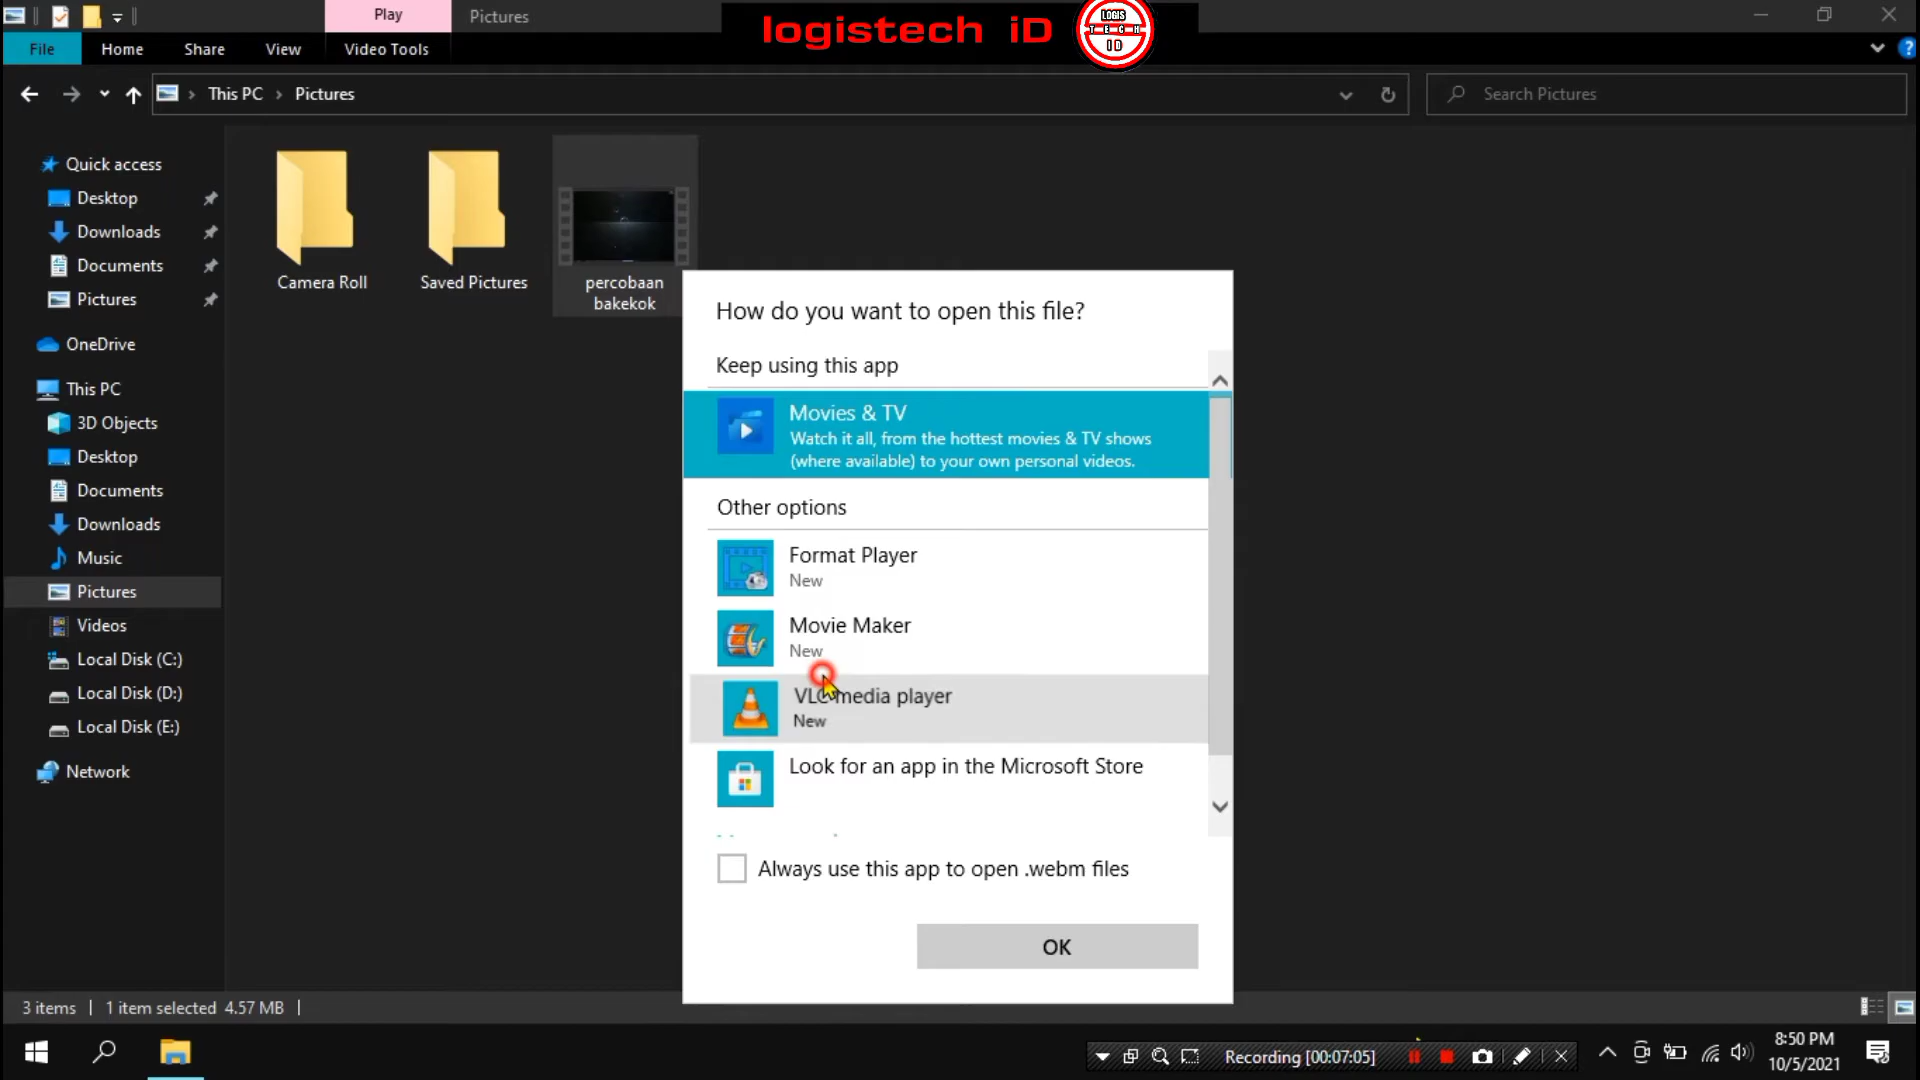 Play
Pictures
logistech iD
LOGIS
TECH
ID
File
Home
Share
View
Video Tools
This PC
Pictures
Search Pictures
Quick access
Desktop
Downloads
Documents
Pictures
OneDrive
This PC
3D Objects
Desktop
Documents
Downloads
Music
Pictures
Videos
Local Disk (C:)
Local Disk (D:)
Local Disk (E:)
Network
Camera Roll
Saved Pictures
percobaan
bakekok
How do you want to open this file?
Keep using this app
Movies & TV
Watch it all, from the hottest movies & TV shows
(where available) to your own personal videos.
Other options
Format Player
New
Movie Maker
New
VLC media player
New
Look for an app in the Microsoft Store
Always use this app to open .webm files
OK
3 items
1 item selected 4.57 MB
Recording [00:07:05]
8:50 PM
10/5/2021